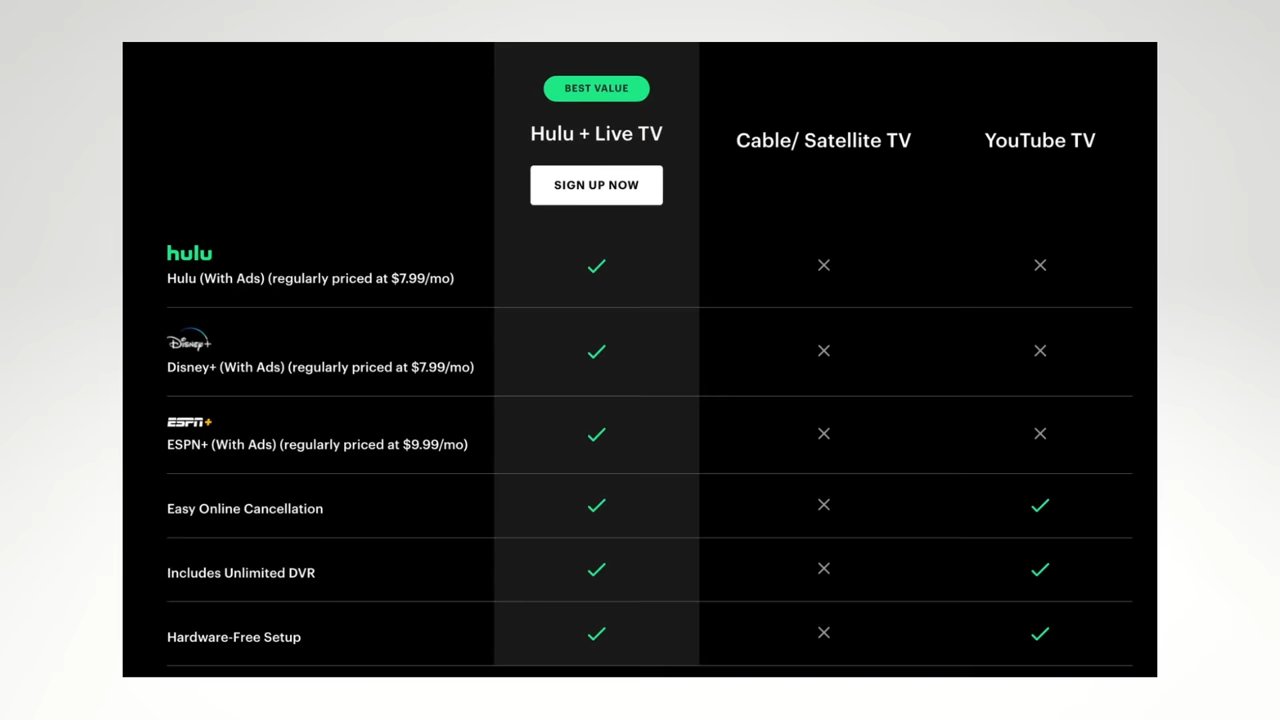 BEST VALUE
Hulu + Live TV
Cable/ Satellite TV
YouTube TV
SIGN UP NOW
hulu
Hulu (With Ads) (regularly priced at $7.99/mo)
Disney+
Disney+ (With Ads) (regularly priced at $7.99/mo)
ESPN+
ESPN+ (With Ads) (regularly priced at $9.99/mo)
Easy Online Cancellation
Includes Unlimited DVR
Hardware-Free Setup